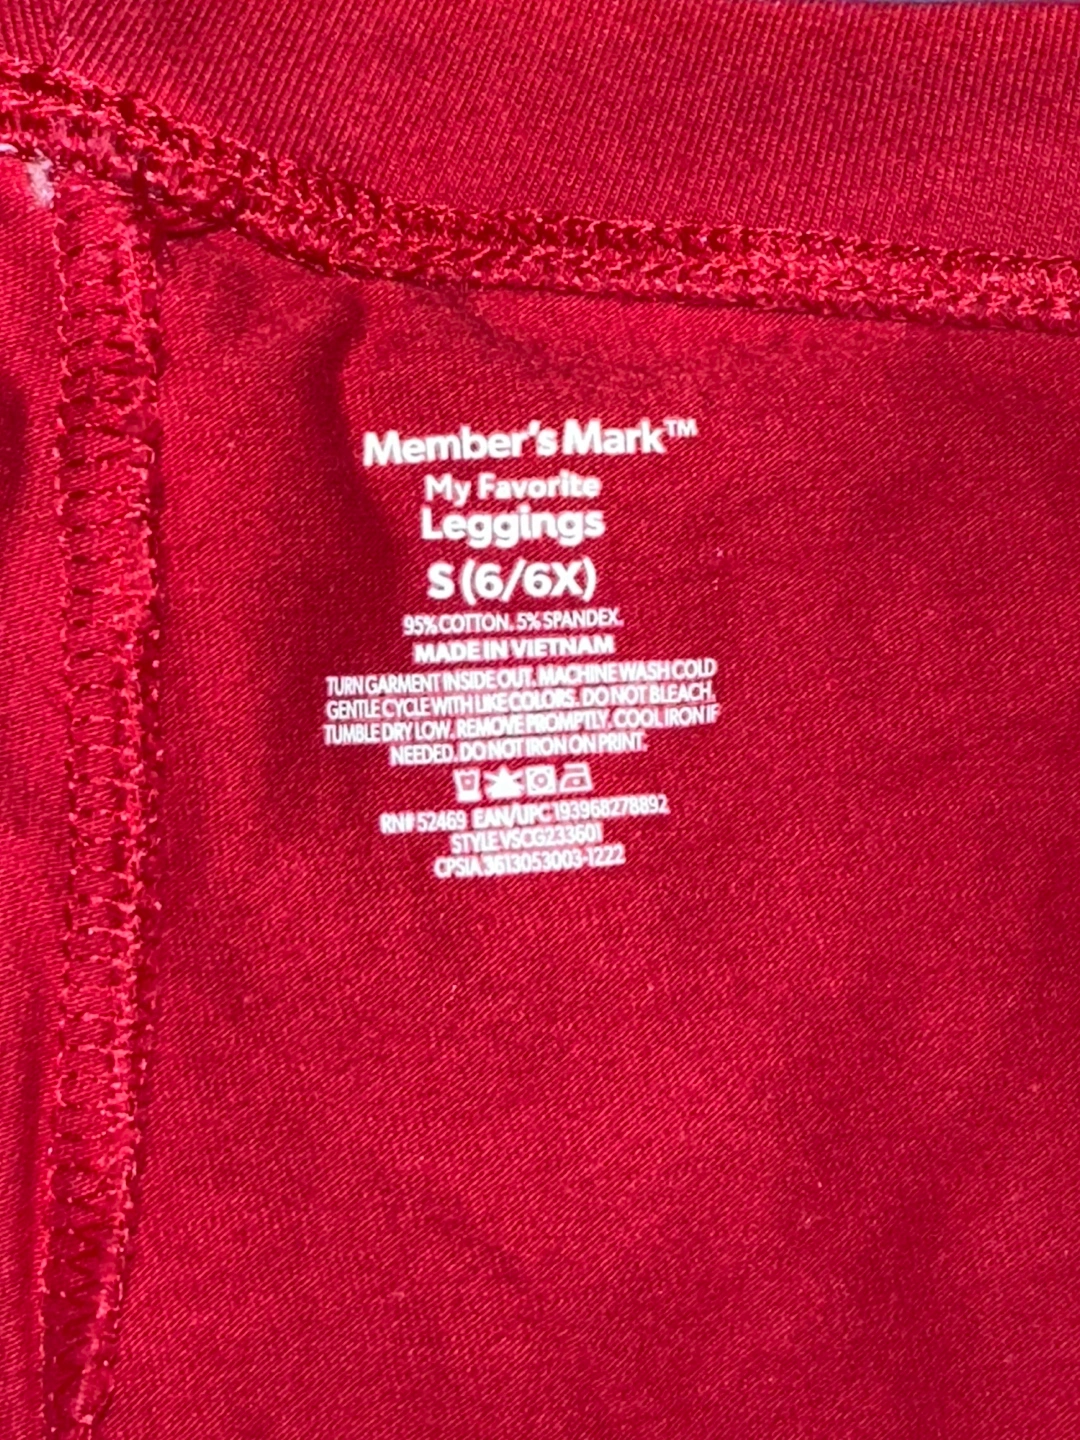 Member's Mark™
My Favorite
Leggings
S (6/6X)
95% COTTON. 5% SPANDEX.
MADE IN VIETNAM
TURN GARMENT INSIDE OUT. MACHINE WASH COLD
GENTLE CYCLE WITH LIKE COLORS. DO NOT BLEACH.
TUMBLE DRY LOW. REMOVE PROMPTLY. COOL IRON IF
NEEDED. DO NOT IRON ON PRINT.
RN# 52469 EAN/UPC 193968278892
STYLE VSCG233601
CPSIA 3613053003-1222